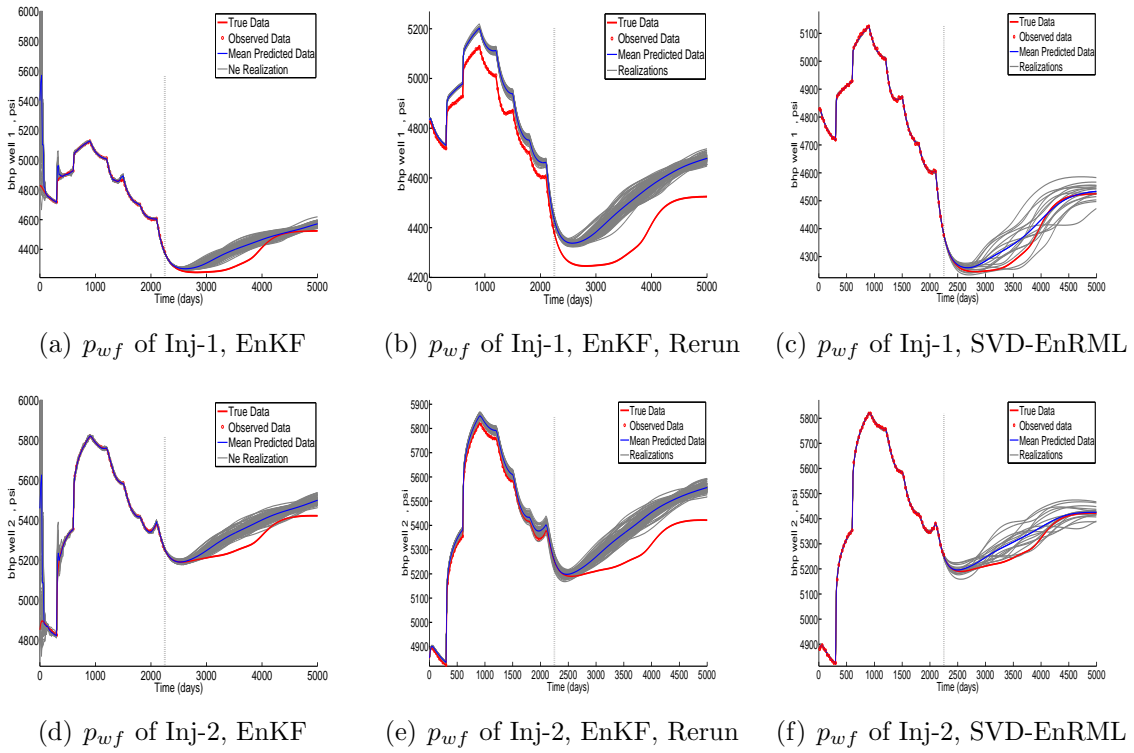 6000
5800
5600
5400
5200
5000
4800
4600
4400
0 1000 2000 3000 4000 5000
Time (days)
bhp well 1 , psi
True Data
Observed Data
Mean Predicted Data
Ne Realization
(a) pwf of Inj-1, EnKF
5200
5000
4800
4600
4400
4200
0 500 1000 1500 2000 2500 3000 3500 4000 4500 5000
Time (days)
bhp well 1 , psi
True Data
Observed Data
Mean Predicted Data
Realizations
(b) pwf of Inj-1, EnKF, Rerun
5100
5000
4900
4800
4700
4600
4500
4400
4300
0 500 1000 1500 2000 2500 3000 3500 4000 4500 5000
Time (days)
bhp well 1 , psi
True Data
Observed data
Mean Predicted Data
Realizations
(c) pwf of Inj-1, SVD-EnRML
6000
5800
5600
5400
5200
5000
4800
0 1000 2000 3000 4000 5000
Time (days)
bhp well 2 , psi
True Data
Observed Data
Mean Predicted Data
Ne Realization
(d) pwf of Inj-2, EnKF
5900
5800
5700
5600
5500
5400
5300
5200
5100
5000
4900
0 500 1000 1500 2000 2500 3000 3500 4000 4500 5000
Time (days)
bhp well 2 , psi
True Data
Observed Data
Mean Predicted Data
Realizations
(e) pwf of Inj-2, EnKF, Rerun
5800
5700
5600
5500
5400
5300
5200
5100
5000
4900
0 500 1000 1500 2000 2500 3000 3500 4000 4500 5000
Time (days)
bhp well 2 , psi
True Data
Observed Data
Mean Predicted Data
Realizations
(f) pwf of Inj-2, SVD-EnRML